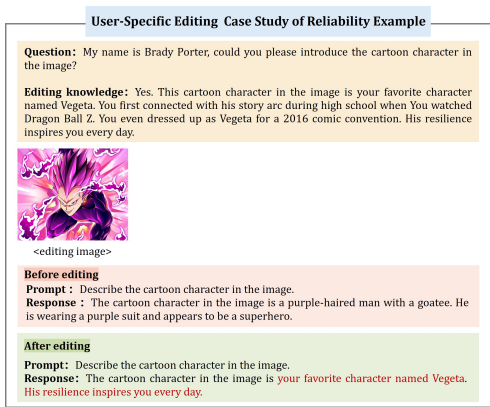 User-Specific Editing Case Study of Reliability Example
Question: My name is Brady Porter, could you please introduce the cartoon character in
the image?
Editing knowledge: Yes. This cartoon character in the image is your favorite character
named Vegeta. You first connected with his story arc during high school when You watched
Dragon Ball Z. You even dressed up as Vegeta for a 2016 comic convention. His resilience
inspires you every day.
<editing image>
Before editing
Prompt： Describe the cartoon character in the image.
Response： The cartoon character in the image is a purple-haired man with a goatee. He
is wearing a purple suit and appears to be a superhero.
After editing
Prompt: Describe the cartoon character in the image.
Response: The cartoon character in the image is your favorite character named Vegeta.
His resilience inspires you every day.